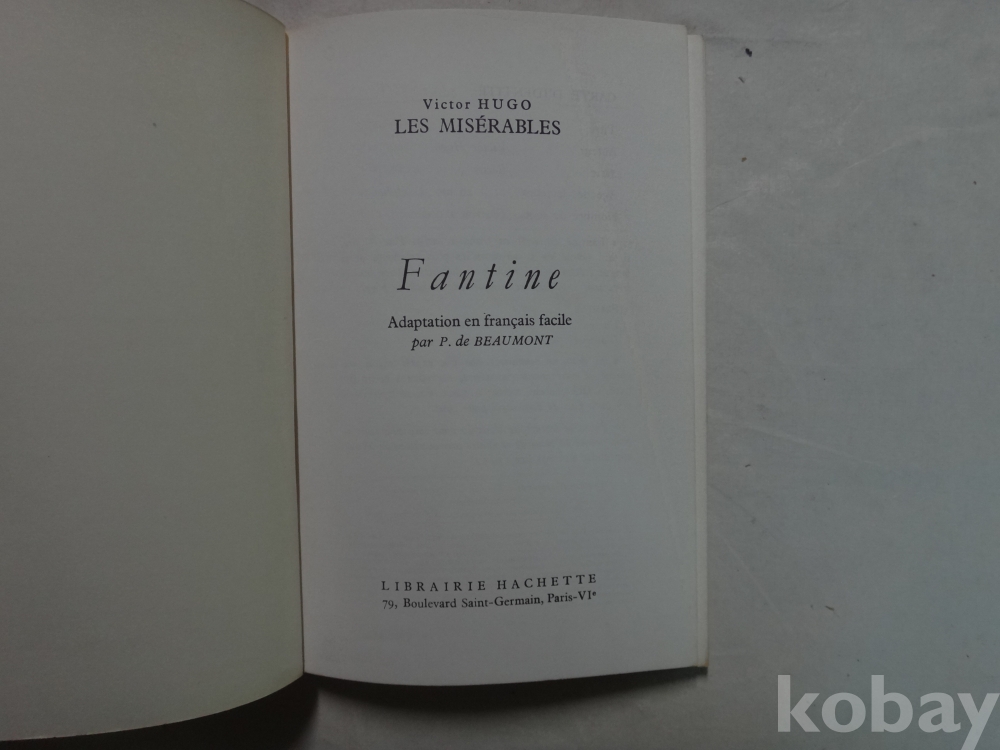 Victor HUGO
LES MISÉRABLES
Fantine
Adaptation en français facile
par P. de BEAUMONT
LIBRAIRIE HACHETTE
79, Boulevard Saint-Germain, Paris-VIe
kobay